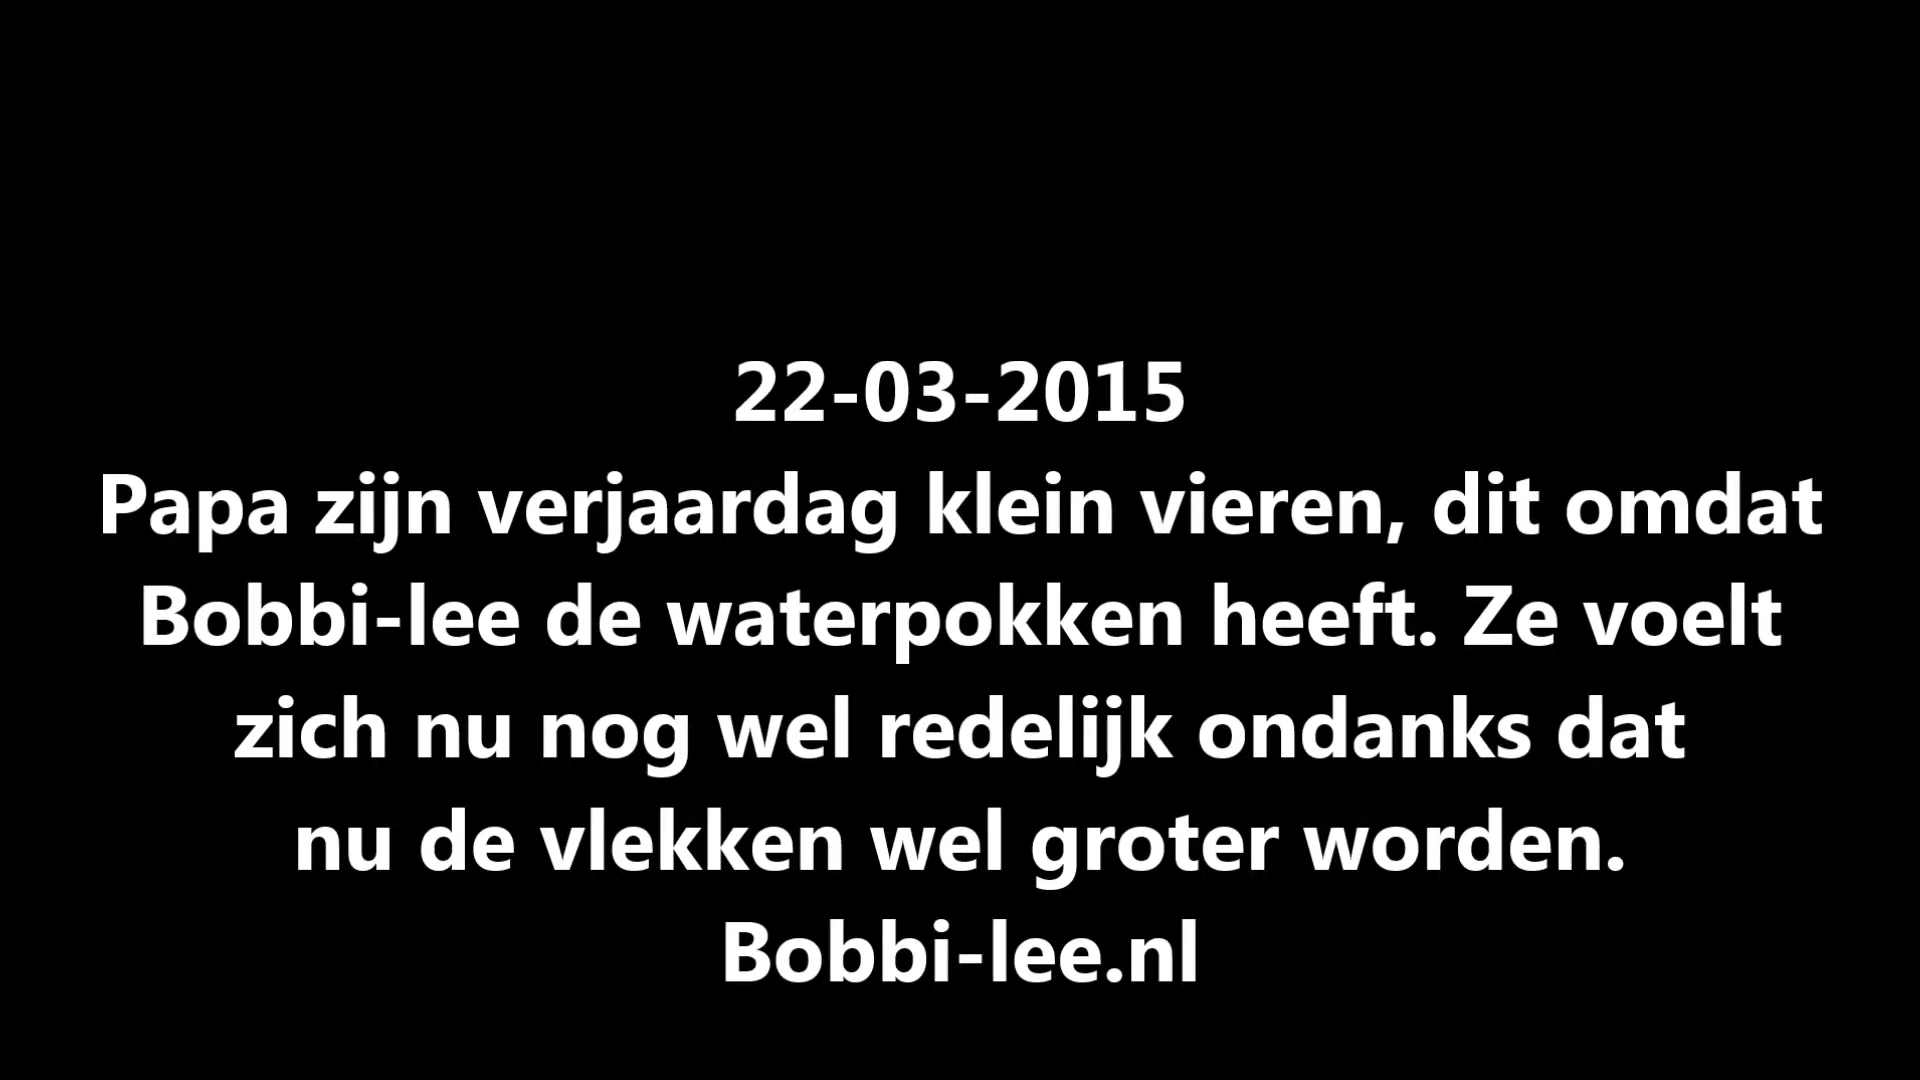 22-03-2015
Papa zijn verjaardag klein vieren, dit omdat
Bobbi-lee de waterpokken heeft. Ze voelt
zich nu nog wel redelijk ondanks dat
nu de vlekken wel groter worden.
Bobbi-lee.nl